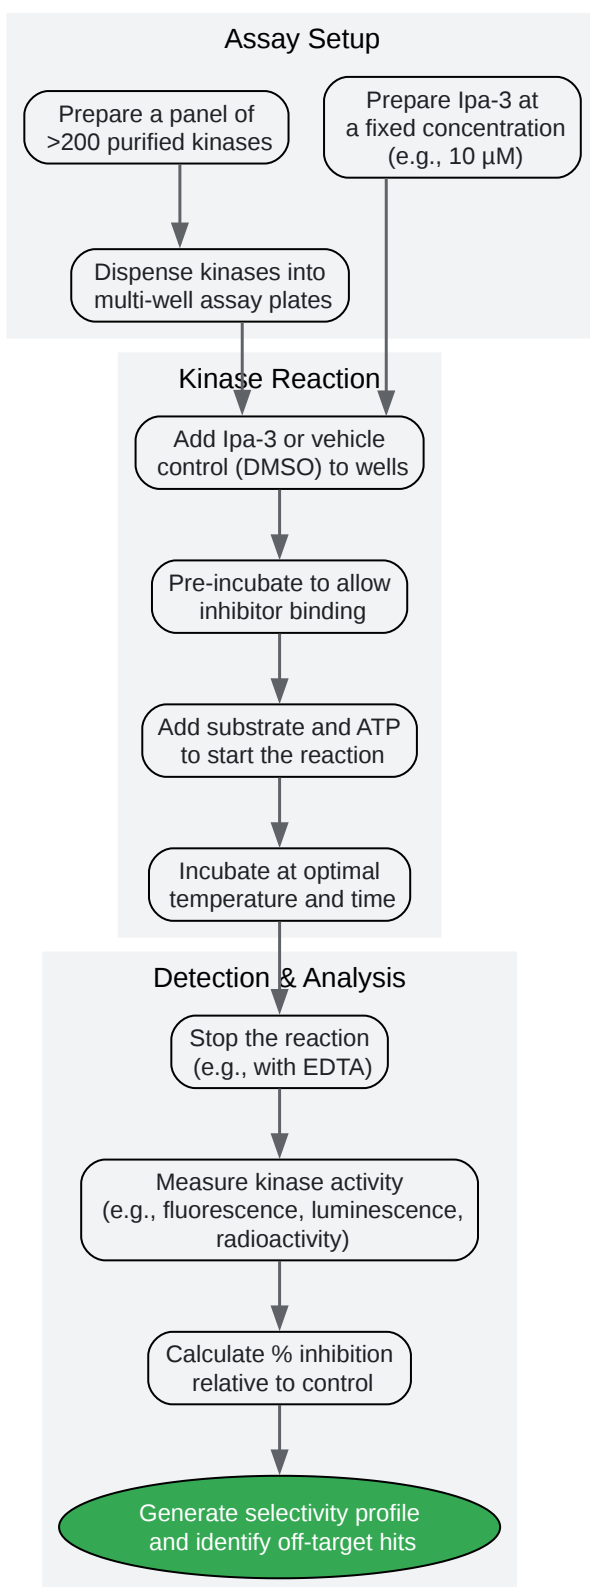 Assay Setup
Prepare a panel of
>200 purified kinases
Prepare Ipa-3 at
a fixed concentration
(e.g., 10 µM)
Dispense kinases into
multi-well assay plates
Kinase Reaction
Add Ipa-3 or vehicle
control (DMSO) to wells
Pre-incubate to allow
inhibitor binding
Add substrate and ATP
to start the reaction
Incubate at optimal
temperature and time
Detection & Analysis
Stop the reaction
(e.g., with EDTA)
Measure kinase activity
(e.g., fluorescence, luminescence,
radioactivity)
Calculate % inhibition
relative to control
Generate selectivity profile
and identify off-target hits